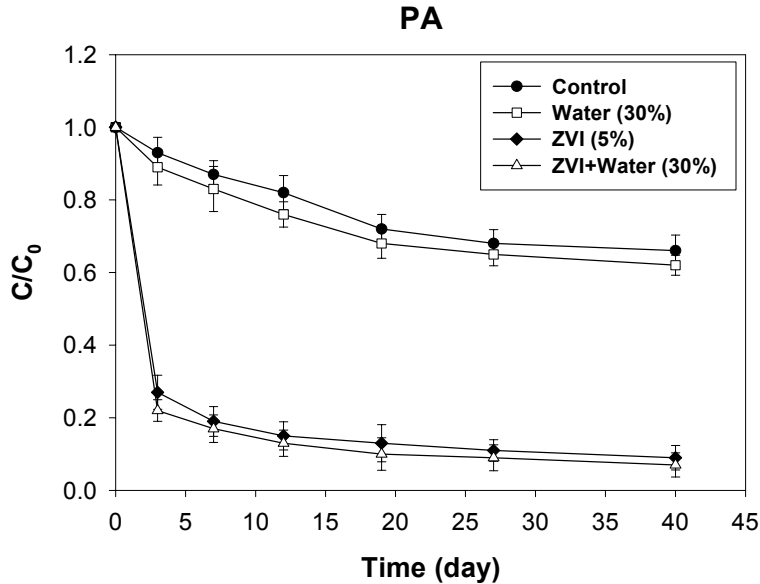 PA
1.2
1.0
0.8
0.6
0.4
0.2
0.0
C/C₀
Control
Water (30%)
ZVI (5%)
ZVI+Water (30%)
0 5 10 15 20 25 30 35 40 45
Time (day)